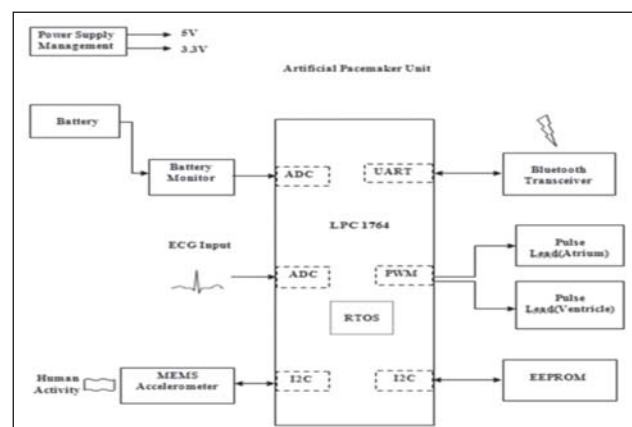 Power Supply
Management
5V
3.3V
Artificial Pacemaker Unit
Battery
Battery
Monitor
ADC
UART
Bluetooth
Transceiver
LPC 1764
ECG Input
ADC
PWM
Pulse
Lead(Atrium)
Pulse
Lead(Ventricle)
RTOS
Human
Activity
MEMS
Accelerometer
I2C
I2C
EEPROM